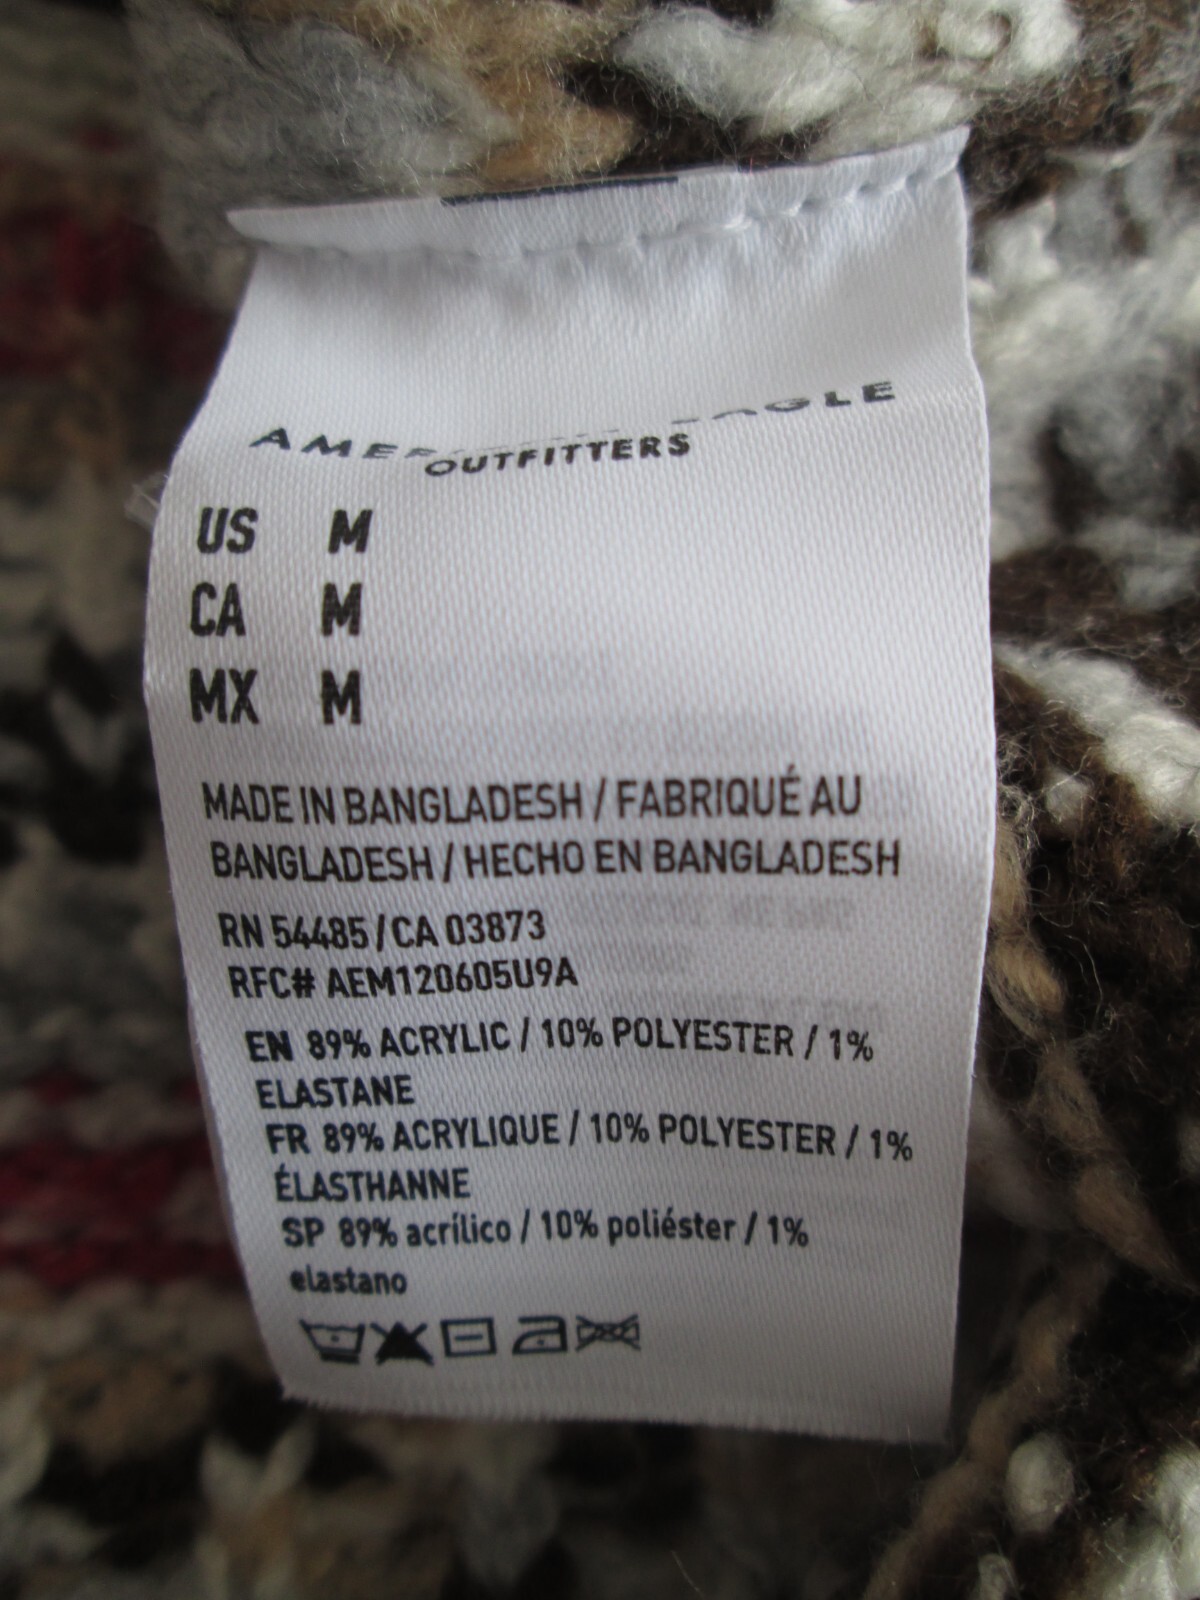 AMERICAN EAGLE
OUTFITTERS
US M
CA M
MX M
MADE IN BANGLADESH / FABRIQUÉ AU
BANGLADESH / HECHO EN BANGLADESH
RN 54485 / CA 03873
RFC# AEM120605U9A
EN 89% ACRYLIC / 10% POLYESTER / 1%
ELASTANE
FR 89% ACRYLIQUE / 10% POLYESTER / 1%
ÉLASTHANNE
SP 89% acrílico / 10% poliéster / 1%
elastano